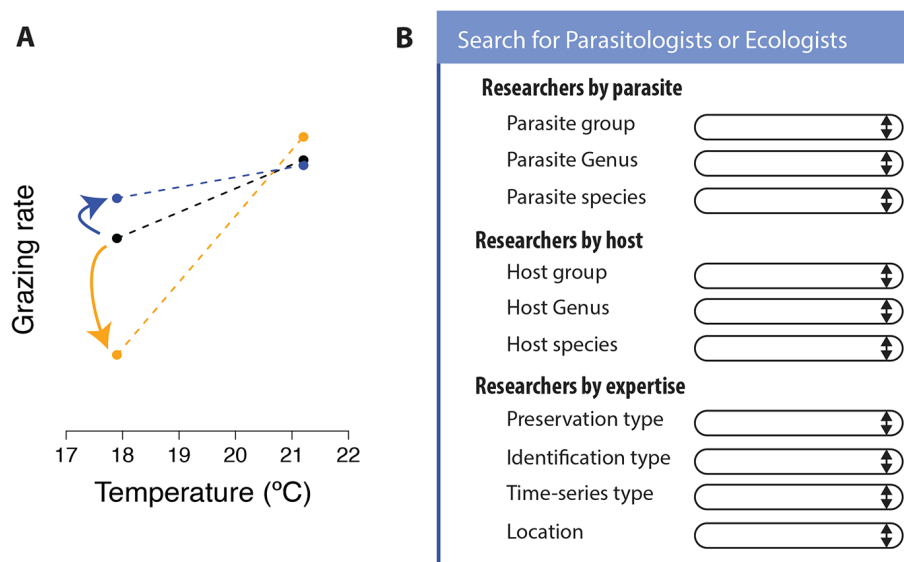 A
Grazing rate
17 18 19 20 21 22
Temperature (ºC)
B
Search for Parasitologists or Ecologists
Researchers by parasite
Parasite group
Parasite Genus
Parasite species
Researchers by host
Host group
Host Genus
Host species
Researchers by expertise
Preservation type
Identification type
Time-series type
Location